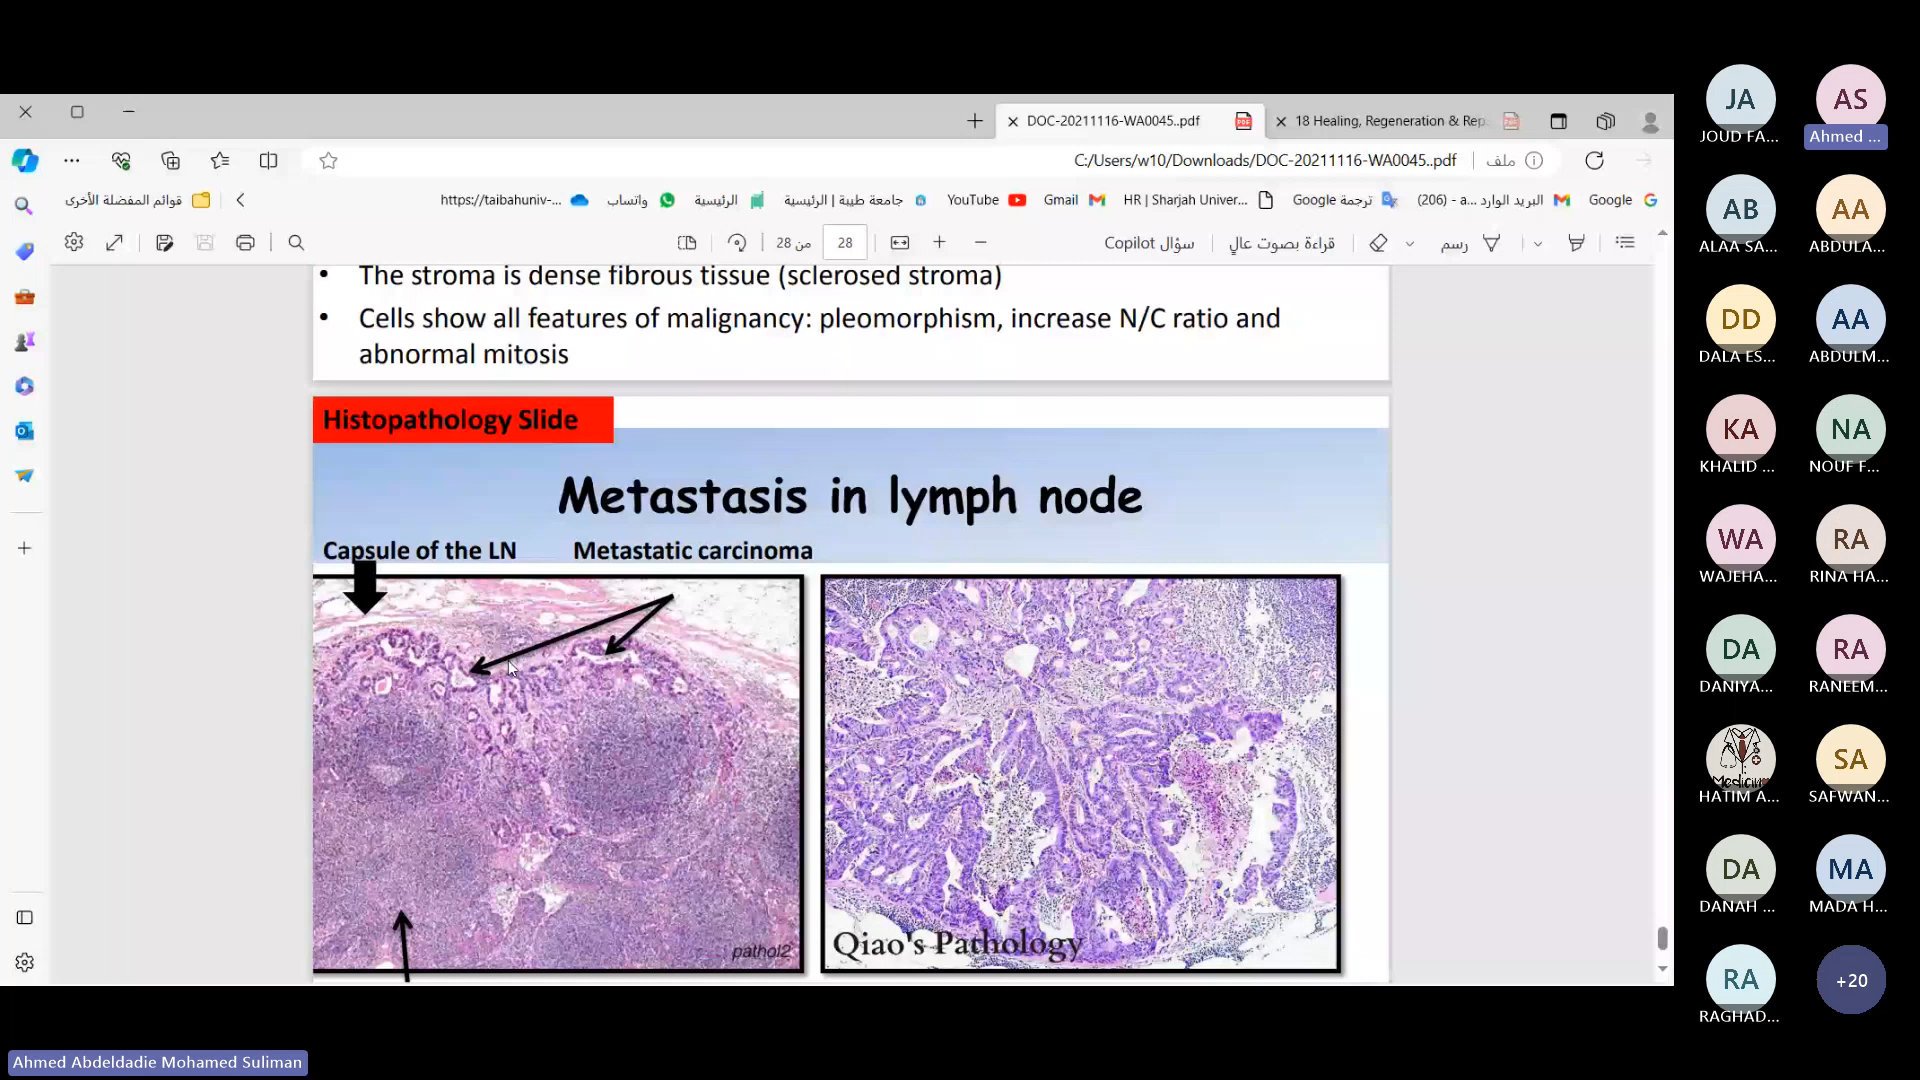 DOC-20211116-WA0045..pdf
18 Healing, Regeneration & Rep
C:/Users/w10/Downloads/DOC-20211116-WA0045..pdf
ملف
قوائم المفضلة الأخرى
https://taibahuniv-...
واتساب
الرئيسية
جامعة طيبة | الرئيسية
YouTube
Gmail
HR | Sharjah Univer...
ترجمة Google
البريد الوارد (206) - a...
Google
28 من
28
سؤال Copilot
قراءة بصوت عالٍ
رسم
• The stroma is dense fibrous tissue (sclerosed stroma)
• Cells show all features of malignancy: pleomorphism, increase N/C ratio and
abnormal mitosis
Histopathology Slide
Metastasis in lymph node
Capsule of the LN
Metastatic carcinoma
pathol2
Qiao's Pathology
JA
JOUD FA...
AS
Ahmed ...
AB
ALAA SA...
AA
ABDULA...
DD
DALA ES...
AA
ABDULM...
KA
KHALID ...
NA
NOUF F...
WA
WAJEHA...
RA
RINA HA...
DA
DANIYA...
RA
RANEEM...
HATIM A...
SA
SAFWAN...
DA
DANAH ...
MA
MADA H...
RA
RAGHAD...
+20
Ahmed Abdeldadie Mohamed Suliman